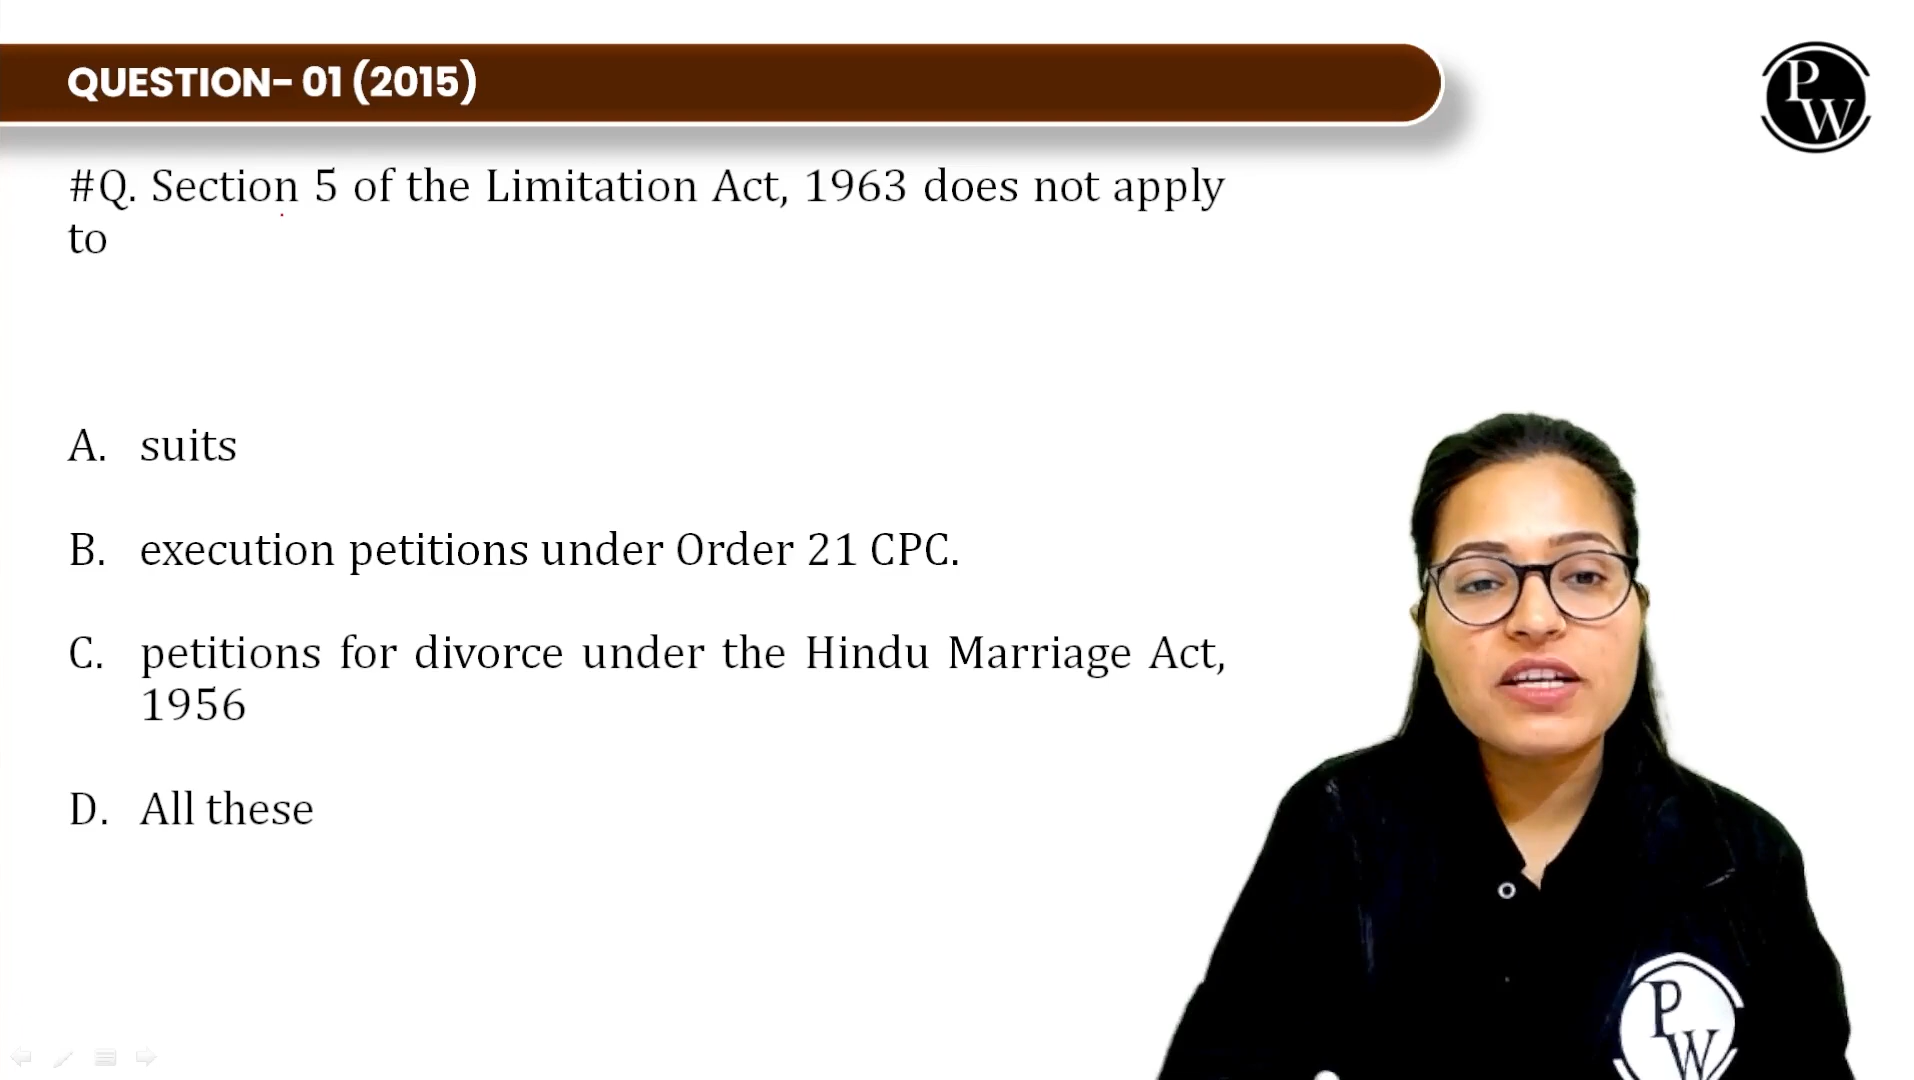 QUESTION- 01 (2015)
P
W
#Q. Section 5 of the Limitation Act, 1963 does not apply
to
A. suits
B. execution petitions under Order 21 CPC.
C. petitions for divorce under the Hindu Marriage Act,
1956
D. All these
P
W